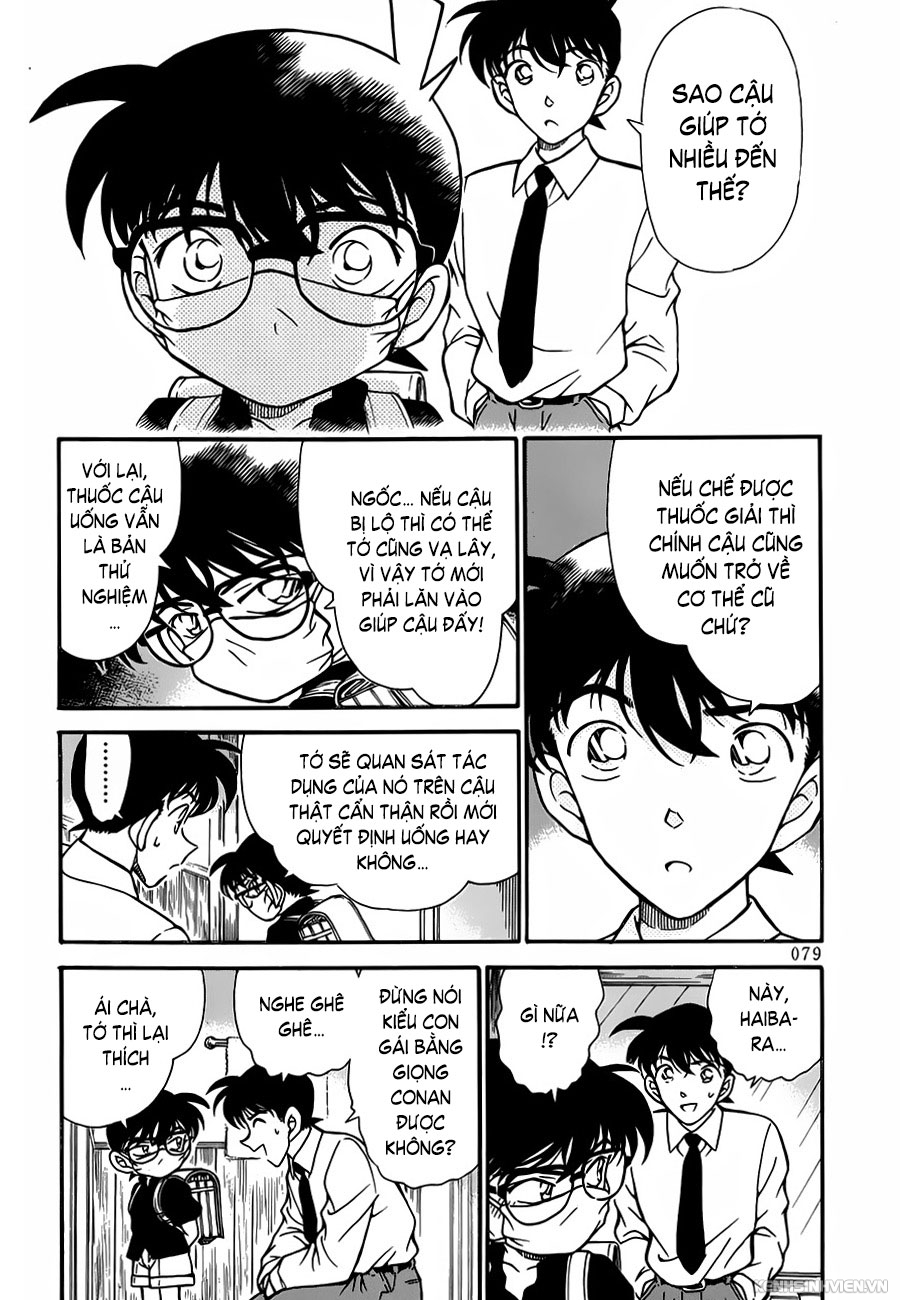 SAO CẬU
GIÚP TỚ
NHIỀU ĐẾN
THẾ?
NẾU CHẾ ĐƯỢC
THUỐC GIẢI THÌ
CHÍNH CẬU CŨNG
MUỐN TRỞ VỀ
CƠ THỂ CŨ
CHỨ?
NGỐC... NẾU CẬU
BỊ LỘ THÌ CÓ THỂ
TỚ CŨNG VẠ LÂY,
VÌ VẬY TỚ MỚI
PHẢI LĂN VÀO
GIÚP CẬU ĐẤY!
VỚI LẠI,
THUỐC CẬU
UỐNG VẪN
LÀ BẢN
THỬ
NGHIỆM
...
TỚ SẼ QUAN SÁT TÁC
DỤNG CỦA NÓ TRÊN CẬU
THẬT CẨN THẬN RỒI MỚI
QUYẾT ĐỊNH UỐNG HAY
KHÔNG...
........
079
NÀY,
HAIBA-
RA...
GÌ NỮA
!?
ĐỪNG NÓI
KIỂU CON
GÁI BẰNG
GIỌNG
CONAN
ĐƯỢC
KHÔNG?
NGHE GHÊ
GHÊ...
ÁI CHÀ,
TỚ THÌ LẠI
THÍCH
...
KENHSINHVIEN.VN